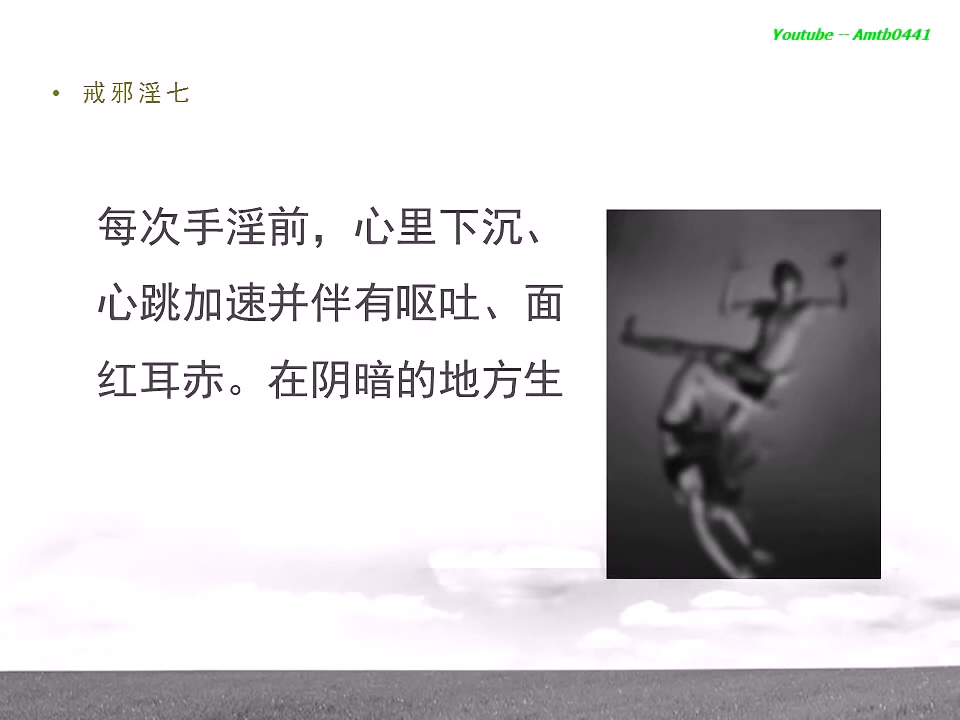 Youtube -- Amtb0441
• 戒邪淫七
每次手淫前，心里下沉、
心跳加速并伴有呕吐、面
红耳赤。在阴暗的地方生